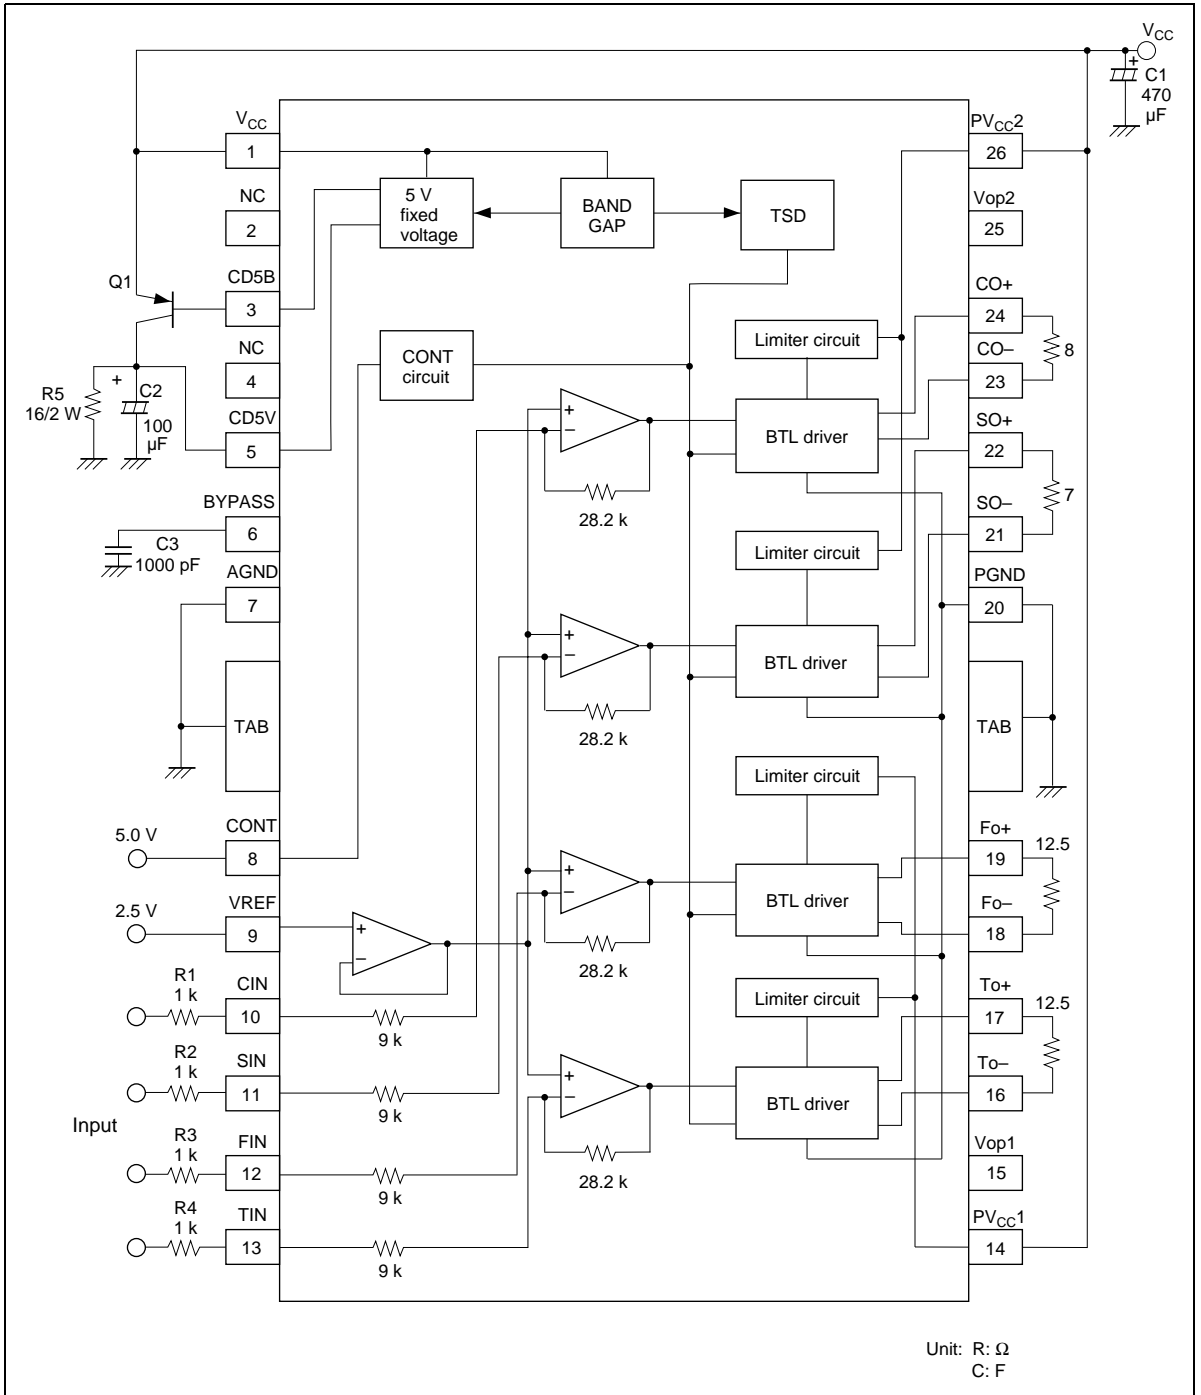 VCC
C1
470
µF
VCC
1
NC
2
Q1
CD5B
3
NC
4
R5
16/2 W
C2
100
µF
CD5V
5
BYPASS
6
C3
1000 pF
AGND
7
TAB
5.0 V
CONT
8
2.5 V
VREF
9
R1
1 k
CIN
10
R2
1 k
SIN
11
Input
R3
1 k
FIN
12
R4
1 k
TIN
13
5 V
fixed
voltage
BAND
GAP
TSD
CONT
circuit
Limiter circuit
+
–
BTL driver
28.2 k
Limiter circuit
+
–
BTL driver
28.2 k
Limiter circuit
+
–
BTL driver
28.2 k
+
–
9 k
Limiter circuit
9 k
+
–
BTL driver
28.2 k
9 k
9 k
PVCC2
26
Vop2
25
CO+
24
8
CO–
23
SO+
22
7
SO–
21
PGND
20
TAB
Fo+
19
12.5
Fo–
18
To+
17
12.5
To–
16
Vop1
15
PVCC1
14
Unit: R: Ω
C: F